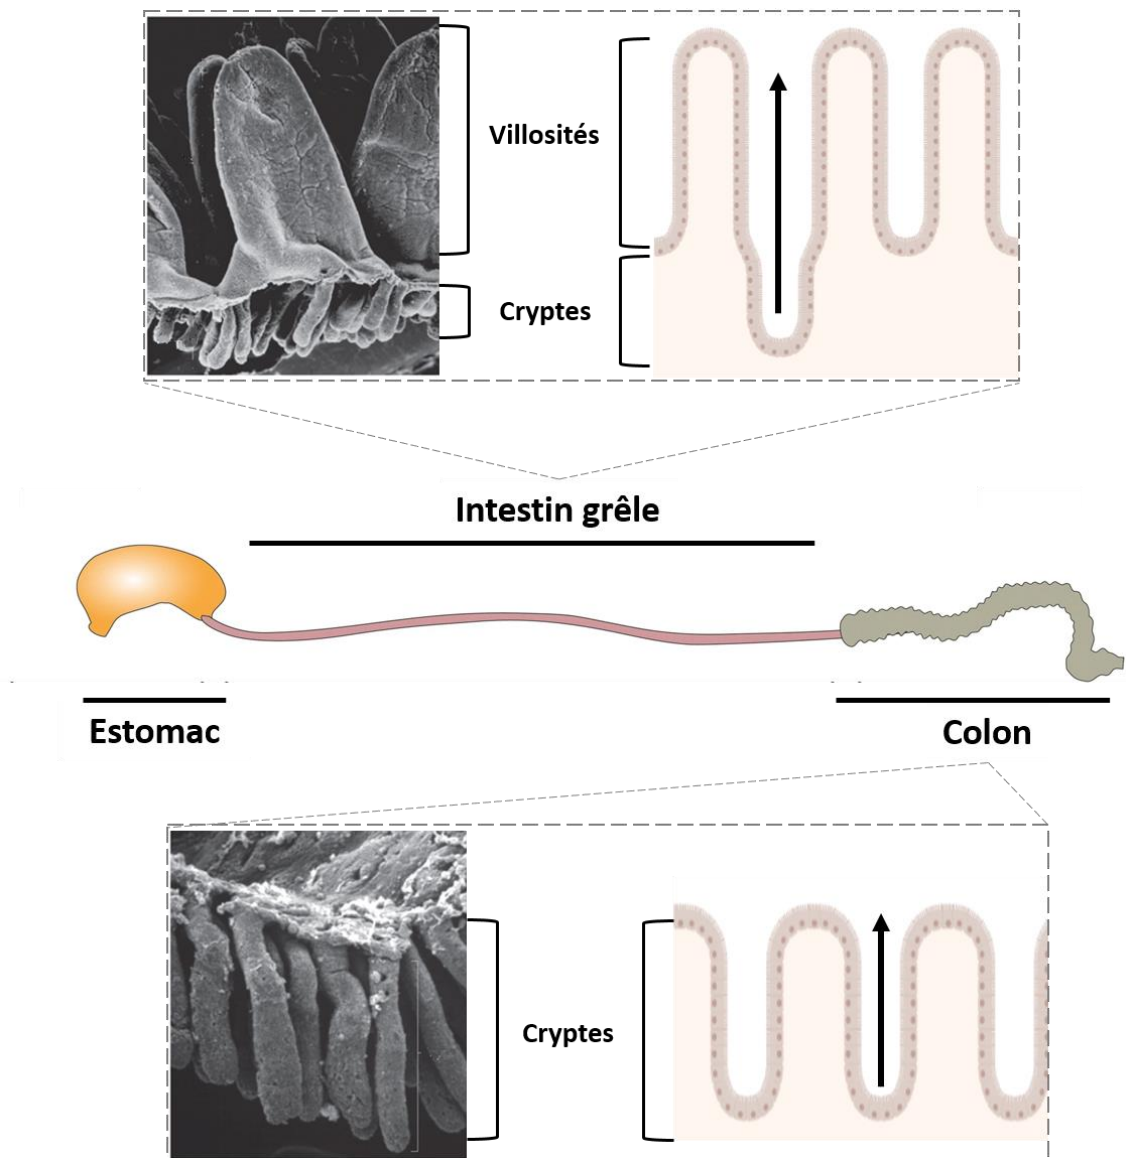 Villosités
Cryptes
Intestin grêle
Estomac
Colon
Cryptes